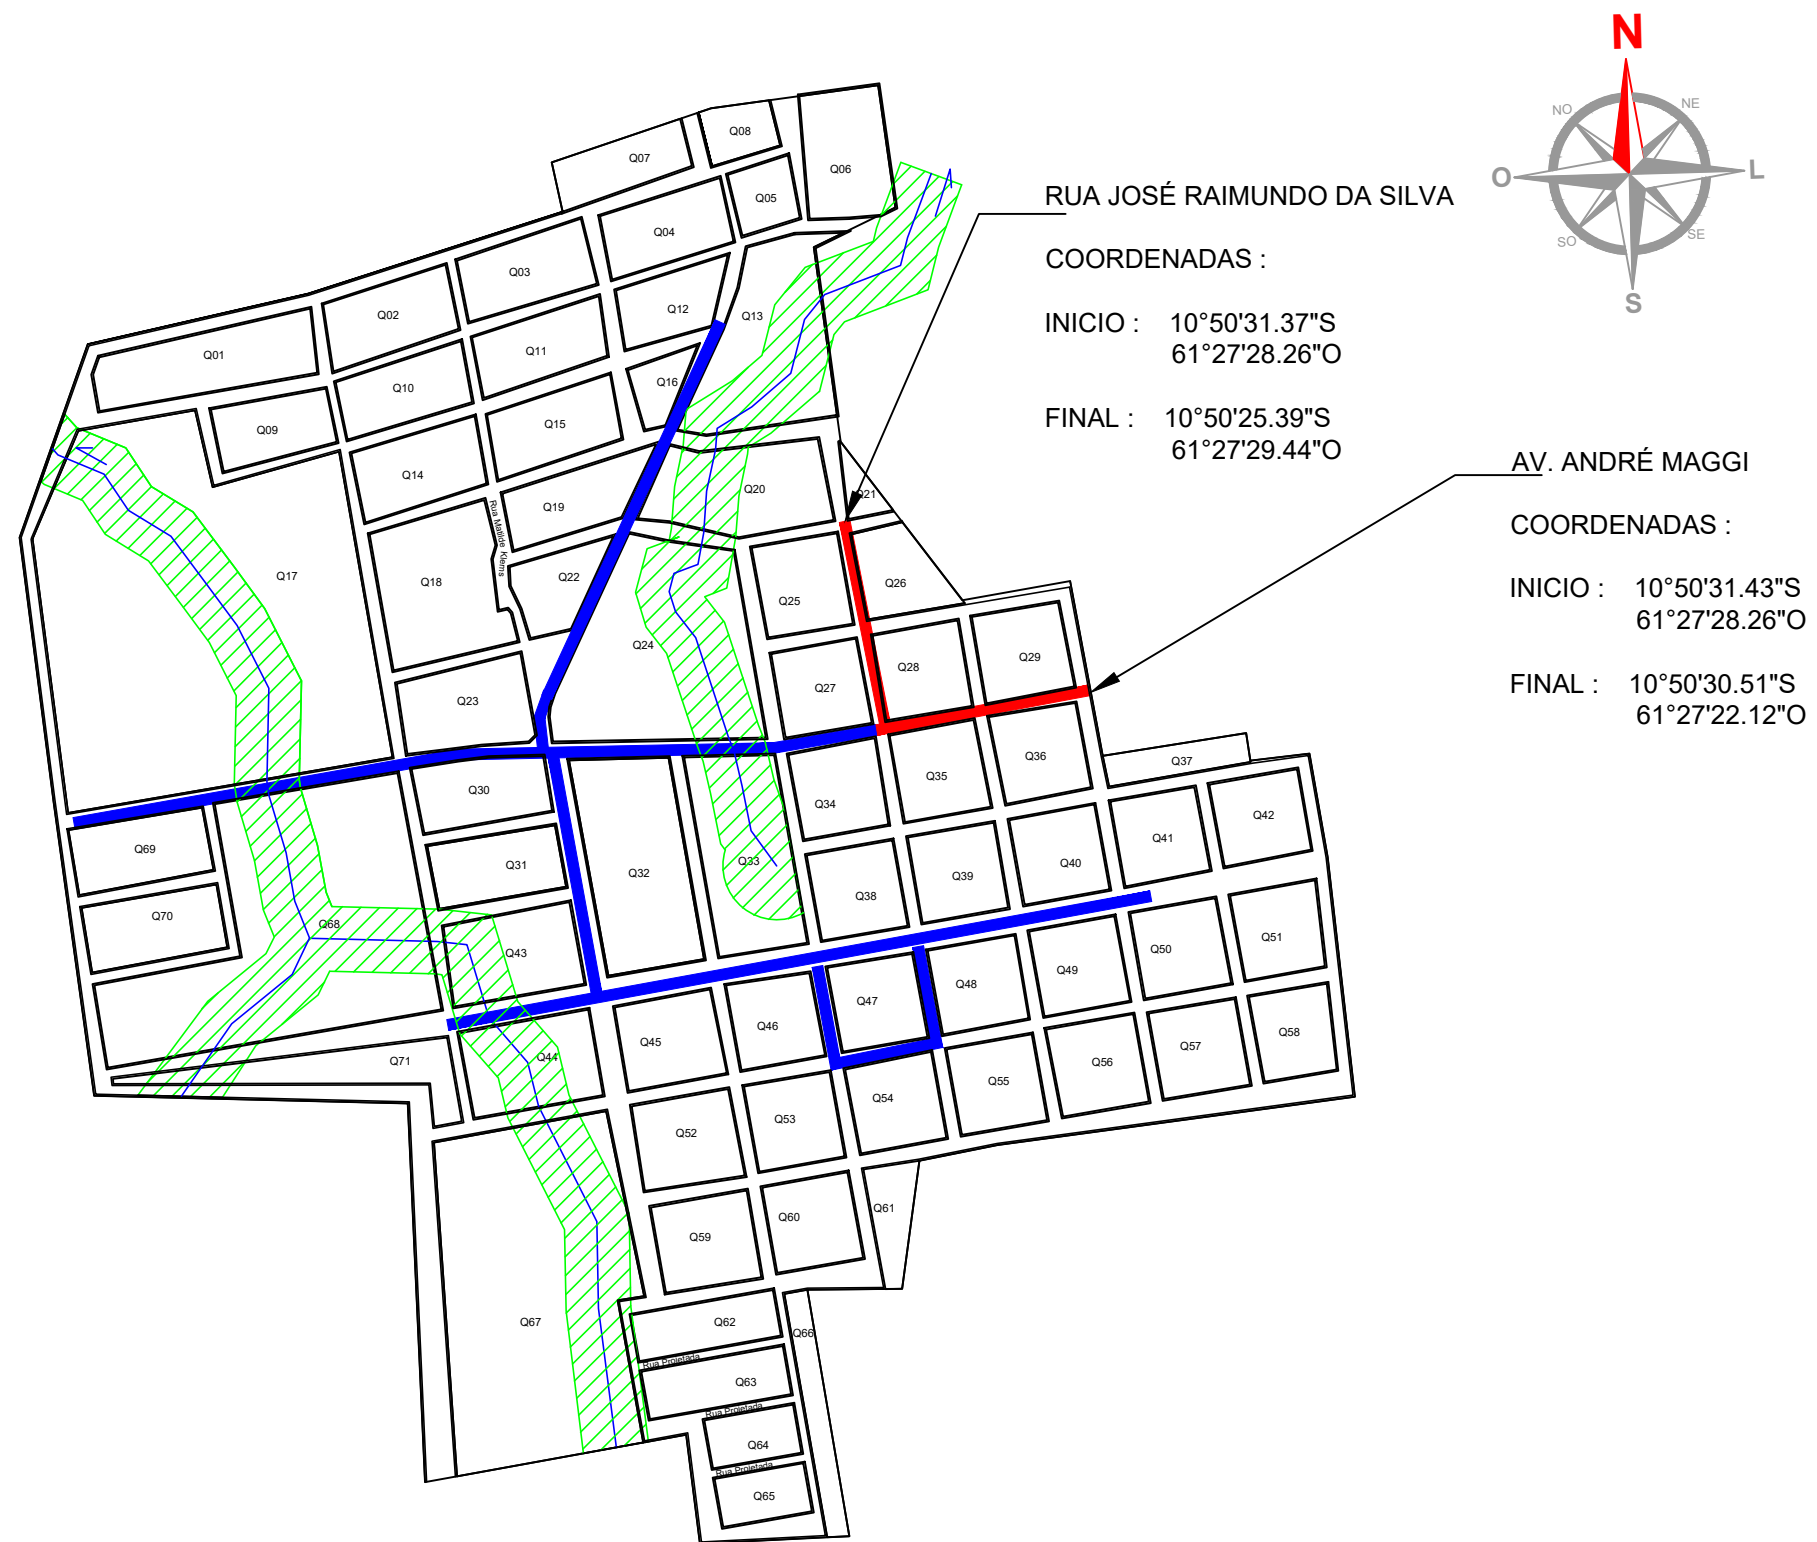 N
NO
NE
O
L
SO
SE
S
RUA JOSÉ RAIMUNDO DA SILVA
COORDENADAS :
INICIO : 10°50'31.37"S
61°27'28.26"O
FINAL : 10°50'25.39"S
61°27'29.44"O
AV. ANDRÉ MAGGI
COORDENADAS :
INICIO : 10°50'31.43"S
61°27'28.26"O
FINAL : 10°50'30.51"S
61°27'22.12"O
Q08
Q07
Q06
Q05
Q04
Q03
Q02
Q12
Q13
Q01
Q11
Q10
Q16
Q09
Q15
Q14
Q20
Q21
Q19
Rua Matilde Klems
Q17
Q18
Q22
Q26
Q25
Q24
Q29
Q28
Q27
Q23
Q36
Q37
Q35
Q30
Q34
Q42
Q41
Q69
Q31
Q32
Q33
Q40
Q39
Q38
Q70
Q68
Q43
Q51
Q50
Q49
Q48
Q47
Q46
Q45
Q58
Q57
Q44
Q71
Q56
Q55
Q54
Q53
Q52
Q61
Q60
Q59
Q67
Q62
Q66
Rua Projetada
Q63
Rua Projetada
Q64
Rua Projetada
Q65